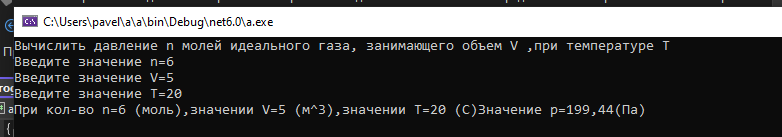 C:\Users\pavel\a\a\bin\Debug\net6.0\a.exe
Вычислить давление n молей идеального газа, занимающего объем V ,при температуре T
Введите значение n=6
Введите значение V=5
Введите значение T=20
При кол-во n=6 (моль),значении V=5 (м^3),значении T=20 (C)Значение p=199,44(Па)